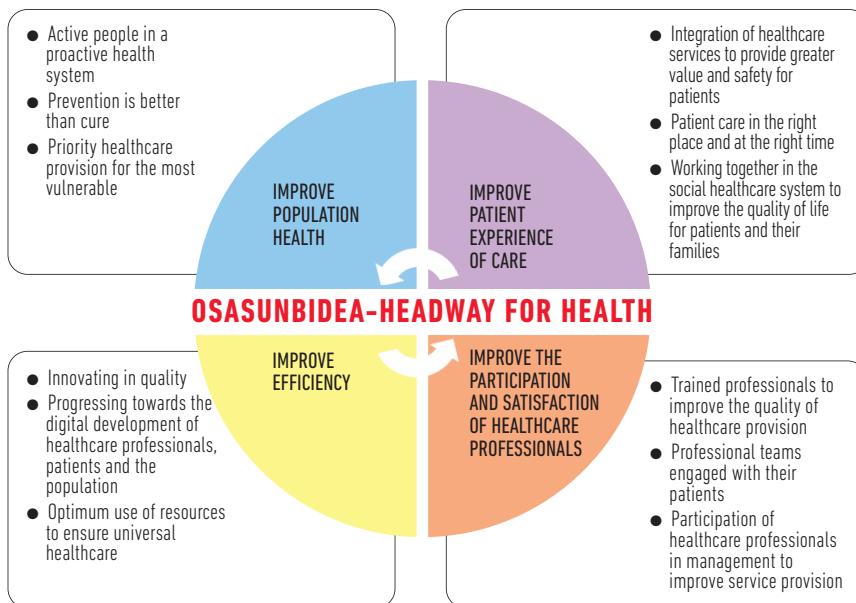 ● Active people in a
proactive health
system
● Prevention is better
than cure
● Priority healthcare
provision for the most
vulnerable
● Integration of healthcare
services to provide greater
value and safety for
patients
● Patient care in the right
place and at the right time
● Working together in the
social healthcare system to
improve the quality of life
for patients and their
families
IMPROVE
POPULATION
HEALTH
IMPROVE
PATIENT
EXPERIENCE
OF CARE
OSASUNBIDEA-HEADWAY FOR HEALTH
IMPROVE
EFFICIENCY
IMPROVE THE
PARTICIPATION
AND SATISFACTION
OF HEALTHCARE
PROFESSIONALS
● Innovating in quality
● Progressing towards the
digital development of
healthcare professionals,
patients and the
population
● Optimum use of resources
to ensure universal
healthcare
● Trained professionals to
improve the quality of
healthcare provision
● Professional teams
engaged with their
patients
● Participation of
healthcare professionals
in management to
improve service provision